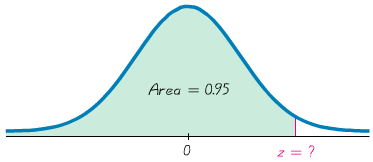 Area = 0.95
0
z = ?